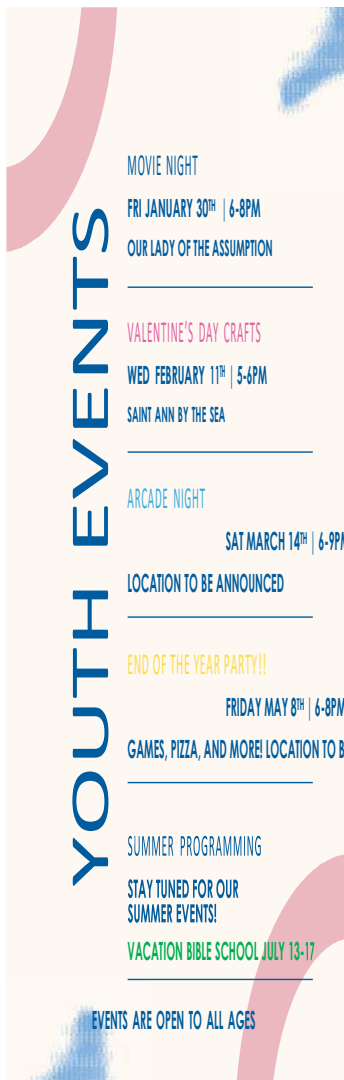 YOUTH EVENTS
MOVIE NIGHT
FRI JANUARY 30TH | 6-8PM
OUR LADY OF THE ASSUMPTION
VALENTINE'S DAY CRAFTS
WED FEBRUARY 11TH | 5-6PM
SAINT ANN BY THE SEA
ARCADE NIGHT
SAT MARCH 14TH | 6-9PM
LOCATION TO BE ANNOUNCED
END OF THE YEAR PARTY!!
FRIDAY MAY 8TH | 6-8PM
GAMES, PIZZA, AND MORE! LOCATION TO B
SUMMER PROGRAMMING
STAY TUNED FOR OUR
SUMMER EVENTS!
VACATION BIBLE SCHOOL JULY 13-17
EVENTS ARE OPEN TO ALL AGES